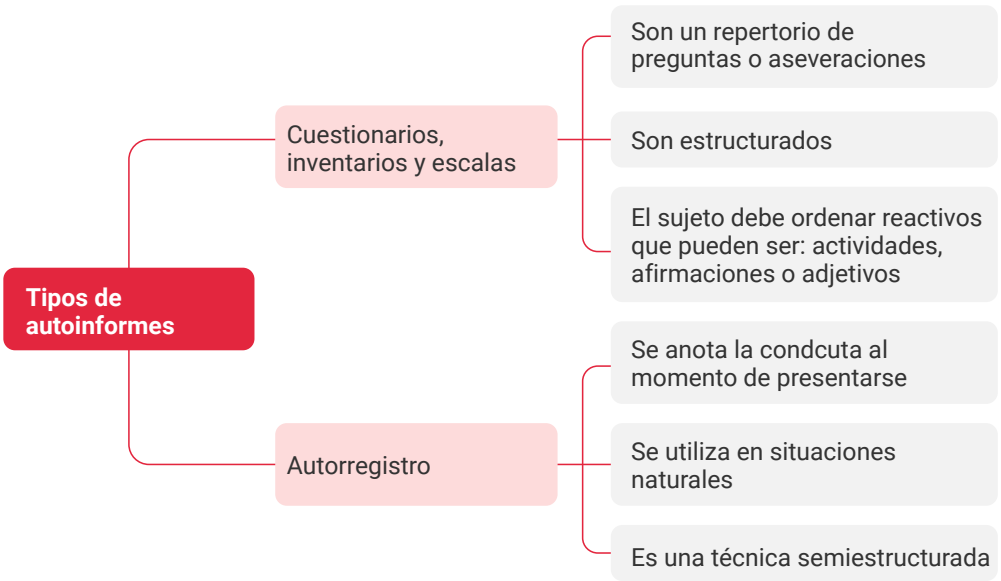 Tipos de
autoinformes
Cuestionarios,
inventarios y escalas
Son un repertorio de
preguntas o aseveraciones
Son estructurados
El sujeto debe ordenar reactivos
que pueden ser: actividades,
afirmaciones o adjetivos
Autorregistro
Se anota la condcuta al
momento de presentarse
Se utiliza en situaciones
naturales
Es una técnica semiestructurada